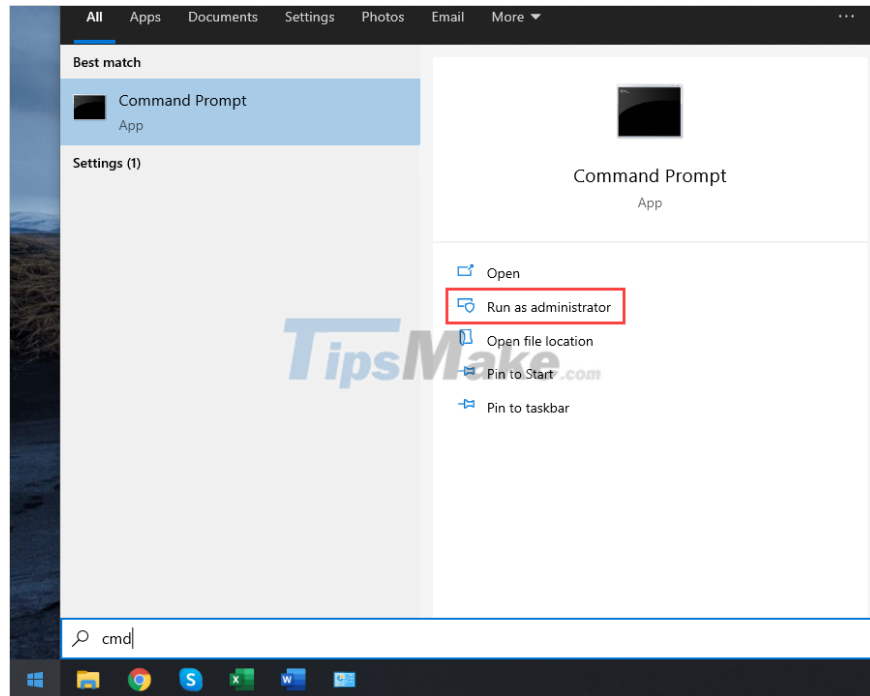 All Apps Documents Settings Photos Email More ...
Best match
Command Prompt
App
Settings (1)
Command Prompt
App
Open
Run as administrator
Open file location
Pin to Start
Pin to taskbar
TipsMake.com
cmd